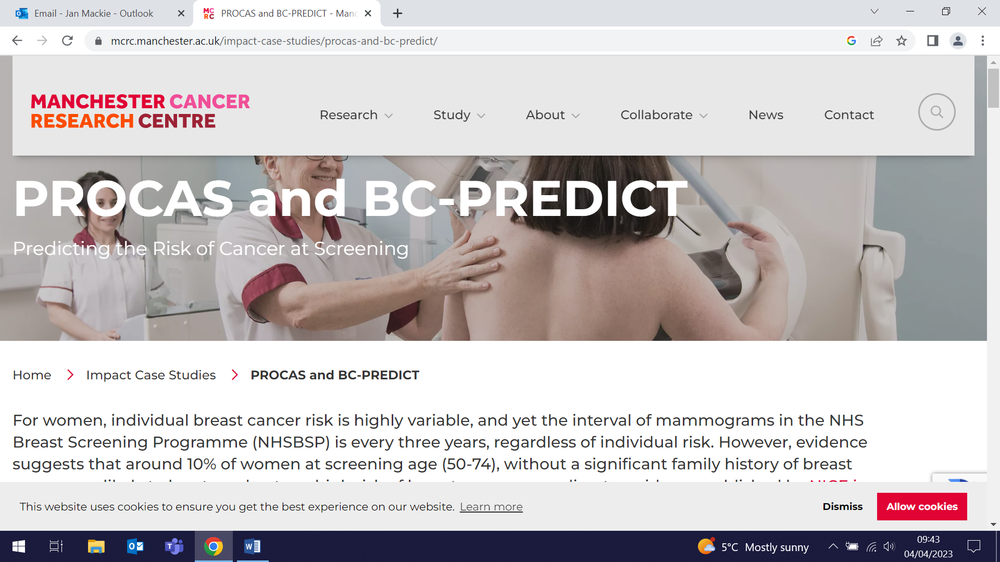 Email - Jan Mackie - Outlook
PROCAS and BC-PREDICT - Manc
mcrc.manchester.ac.uk/impact-case-studies/procas-and-bc-predict/
MANCHESTER CANCER
RESEARCH CENTRE
Research
Study
About
Collaborate
News
Contact
PROCAS and BC-PREDICT
Predicting the Risk of Cancer at Screening
Home
Impact Case Studies
PROCAS and BC-PREDICT
For women, individual breast cancer risk is highly variable, and yet the interval of mammograms in the NHS
Breast Screening Programme (NHSBSP) is every three years, regardless of individual risk. However, evidence
suggests that around 10% of women at screening age (50-74), without a significant family history of breast
This website uses cookies to ensure you get the best experience on our website. Learn more
Dismiss
Allow cookies
5°C Mostly sunny
09:43
04/04/2023